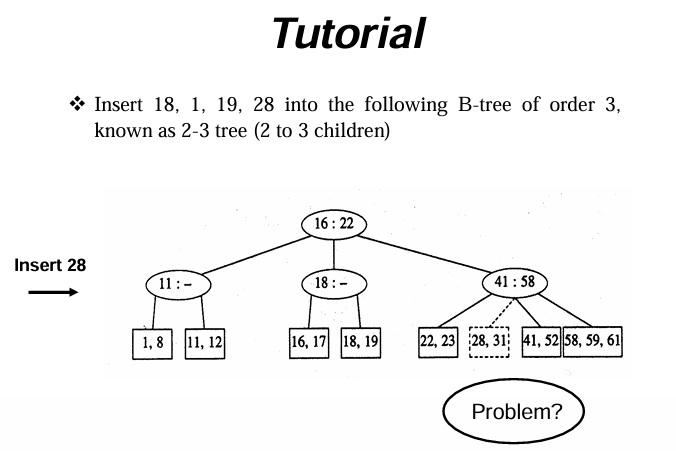 Tutorial
❖ Insert 18, 1, 19, 28 into the following B-tree of order 3,
known as 2-3 tree (2 to 3 children)
16 : 22
Insert 28
11 : –
18 : –
41 : 58
1, 8
11, 12
16, 17
18, 19
22, 23
28, 31
41, 52
58, 59, 61
Problem?